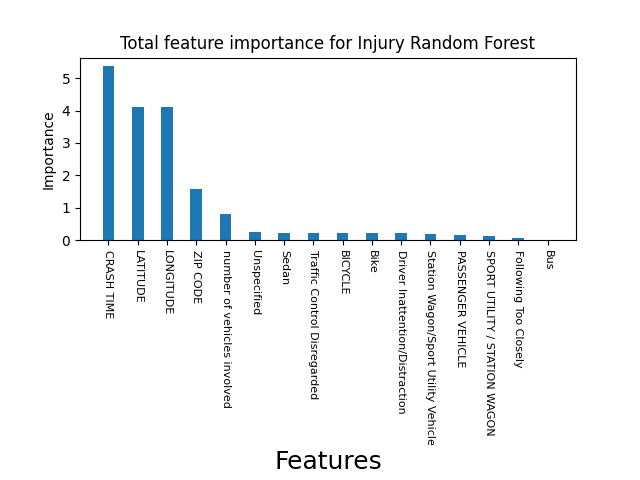 Total feature importance for Injury Random Forest
Importance
5
4
3
2
1
0
CRASH TIME
LATITUDE
LONGITUDE
ZIP CODE
number of vehicles involved
Unspecified
Sedan
Traffic Control Disregarded
BICYCLE
Bike
Driver Inattention/Distraction
Station Wagon/Sport Utility Vehicle
PASSENGER VEHICLE
SPORT UTILITY / STATION WAGON
Following Too Closely
Bus
Features